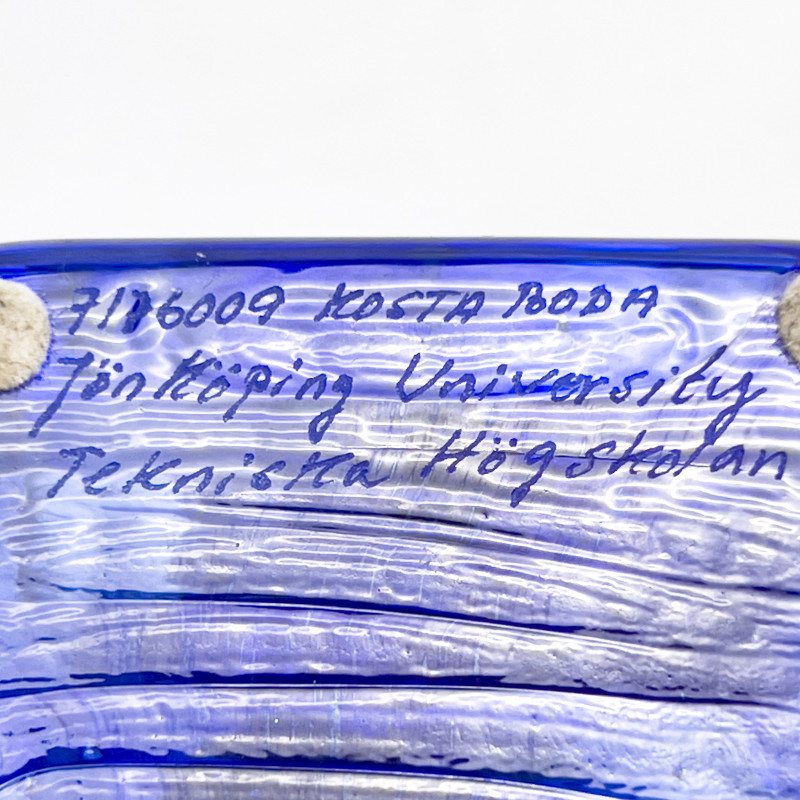 7176009 KOSTA BODA
Jönköping University
Tekniska Högskolan